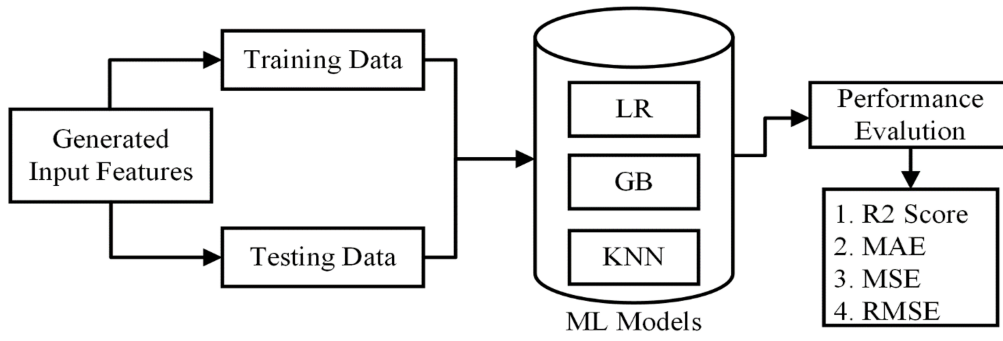 Training Data
Generated
Input Features
Testing Data
LR
GB
KNN
ML Models
Performance
Evalution
1. R2 Score
2. MAE
3. MSE
4. RMSE